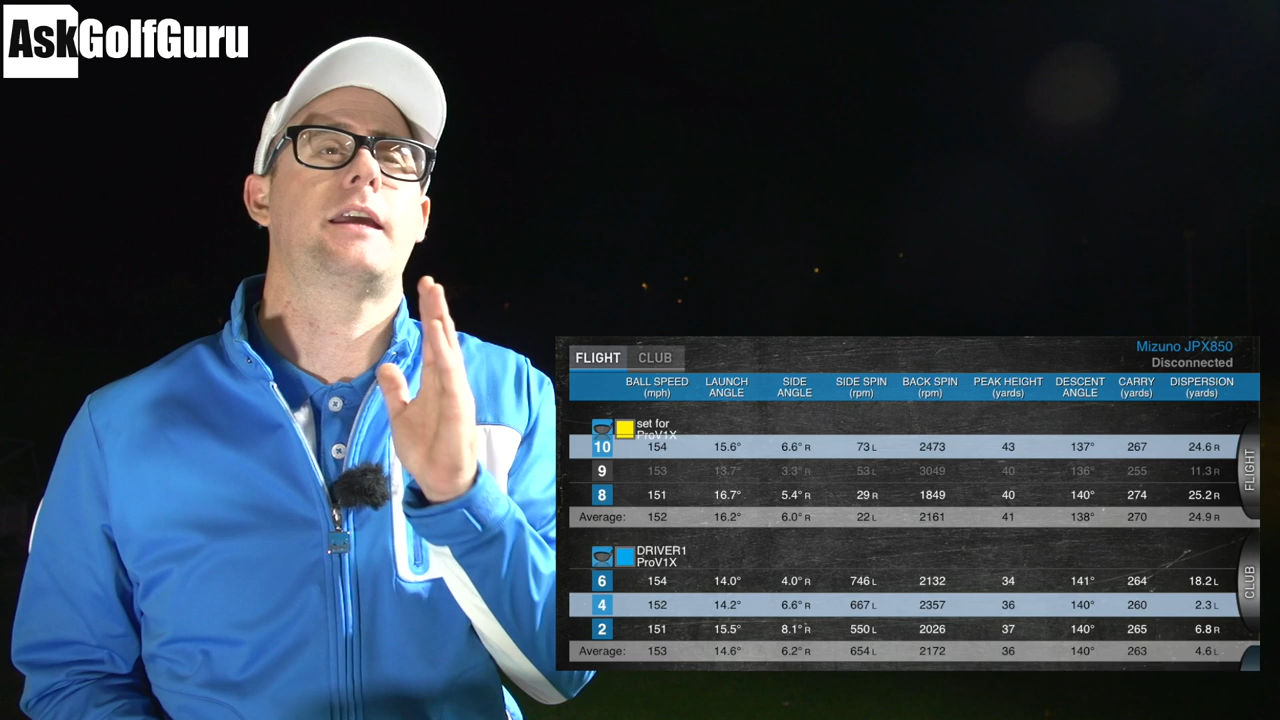 AskGolfGuru
Mizuno JPX850
Disconnected
FLIGHT CLUB
BALL SPEED (mph) LAUNCH ANGLE SIDE ANGLE SIDE SPIN (rpm) BACK SPIN (rpm) PEAK HEIGHT (yards) DESCENT ANGLE CARRY (yards) DISPERSION (yards)
set for
ProV1X
10 154 15.6° 6.6° R 73 L 2473 43 137° 267 24.6 R
9 153 13.7° 3.3° R 53 L 3049 40 136° 255 11.3 R
8 151 16.7° 5.4° R 29 R 1849 40 140° 274 25.2 R
Average: 152 16.2° 6.0° R 22 L 2161 41 138° 270 24.9 R
FLIGHT
DRIVER1
ProV1X
6 154 14.0° 4.0° R 746 L 2132 34 141° 264 18.2 L
4 152 14.2° 6.6° R 667 L 2357 36 140° 260 2.3 L
2 151 15.5° 8.1° R 550 L 2026 37 140° 265 6.8 R
Average: 153 14.6° 6.2° R 654 L 2172 36 140° 263 4.6 L
CLUB